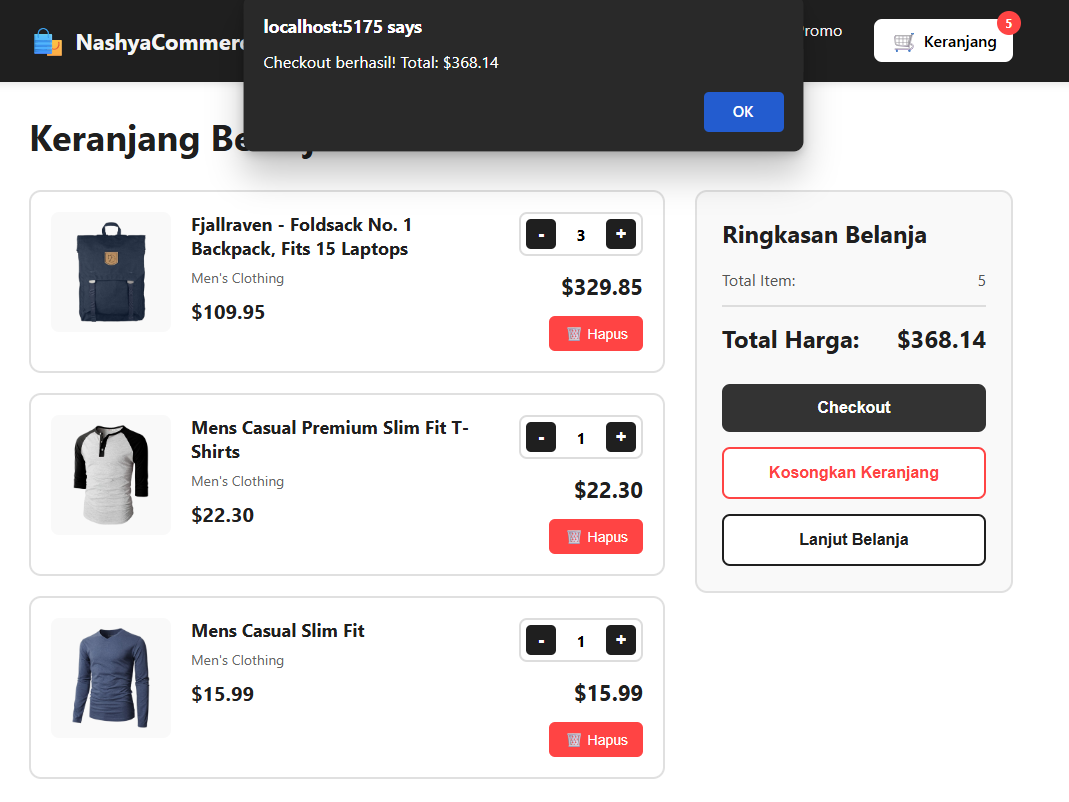 localhost:5175 says
Checkout berhasil! Total: $368.14
OK
NashyaCommer
romo
5
Keranjang
Keranjang Be
Fjallraven - Foldsack No. 1
Backpack, Fits 15 Laptops
Men's Clothing
$109.95
- 3 +
$329.85
Hapus
Mens Casual Premium Slim Fit T-
Shirts
Men's Clothing
$22.30
- 1 +
$22.30
Hapus
Mens Casual Slim Fit
Men's Clothing
$15.99
- 1 +
$15.99
Hapus
Ringkasan Belanja
Total Item: 5
Total Harga: $368.14
Checkout
Kosongkan Keranjang
Lanjut Belanja